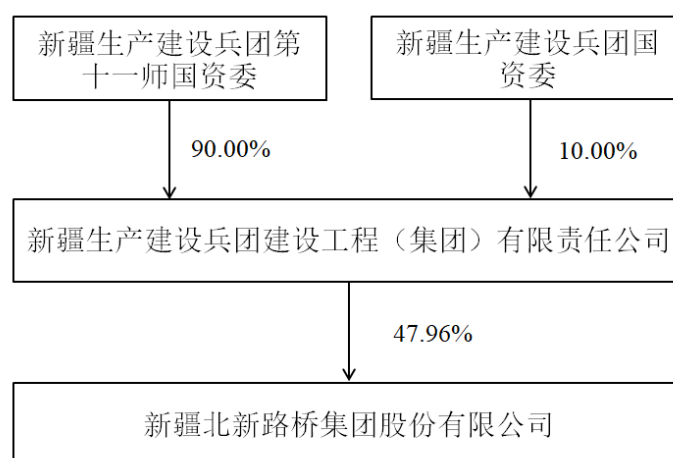 新疆生产建设兵团第
十一师国资委
新疆生产建设兵团国
资委
90.00%
10.00%
新疆生产建设兵团建设工程（集团）有限责任公司
47.96%
新疆北新路桥集团股份有限公司